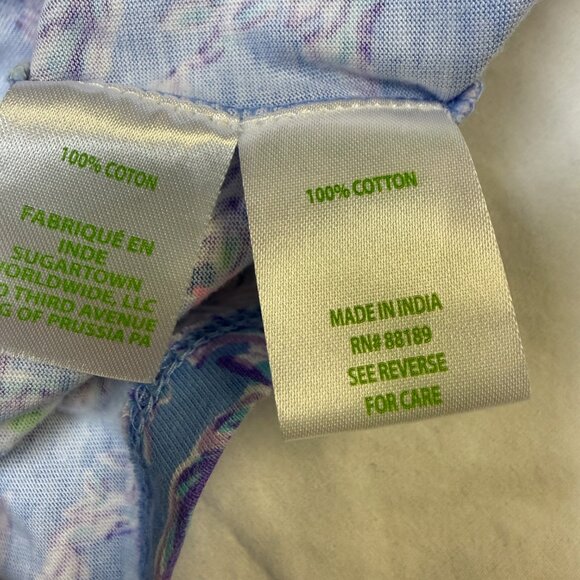 100% COTON
FABRIQUÉ EN
INDE
SUGARTOWN
WORLDWIDE, LLC
THIRD AVENUE
OF PRUSSIA PA
100% COTTON
MADE IN INDIA
RN# 88189
SEE REVERSE
FOR CARE